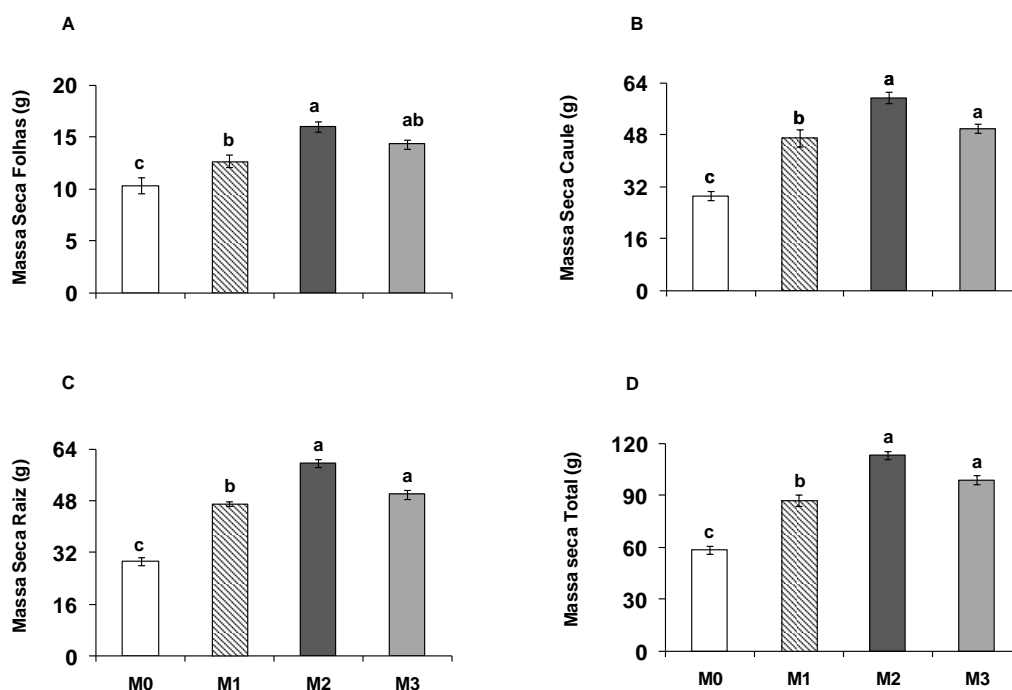 A
Massa Seca Folhas (g)
20
15
10
5
0
c
b
a
ab
B
Massa Seca Caule (g)
64
48
32
16
0
c
b
a
a
C
Massa Seca Raiz (g)
64
48
32
16
0
c
b
a
a
M0 M1 M2 M3
D
Massa seca Total (g)
120
90
60
30
0
c
b
a
a
M0 M1 M2 M3